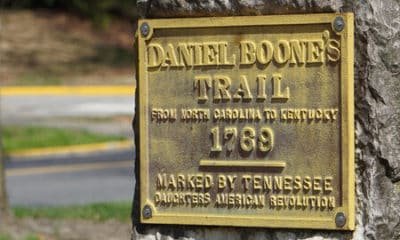 DANIEL BOONE'S
TRAIL
FROM NORTH CAROLINA TO KENTUCKY
1769
MARKED BY TENNESSEE
DAUGHTERS AMERICAN REVOLUTION